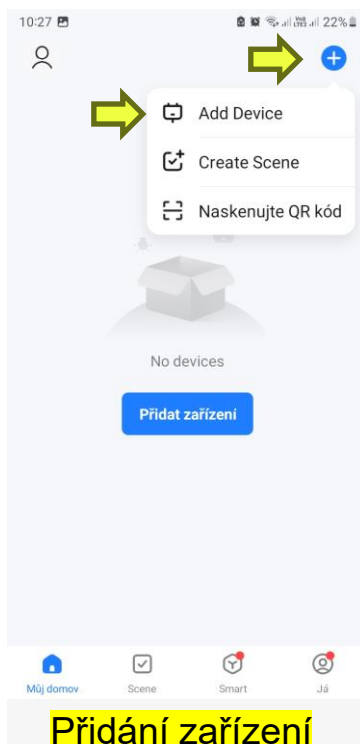 10:27
22%
Add Device
Create Scene
Naskenujte QR kód
No devices
Přidat zařízení
Můj domov
Scene
Smart
Já
Přidání zařízení